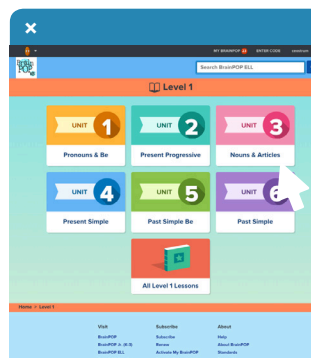 MY BRAINPOP
ENTER CODE
Brain
POP
Search BrainPOP ELL
Level 1
UNIT 1
UNIT 2
UNIT 3
Pronouns & Be
Present Progressive
Nouns & Articles
UNIT 4
UNIT 5
UNIT 6
Present Simple
Past Simple Be
Past Simple
All Level 1 Lessons
Home > Level 1
Visit
Subscribe
About
BrainPOP
Subscribe
Help
BrainPOP Jr. (K-3)
Renew
About BrainPOP
BrainPOP ELL
Activate My BrainPOP
Standards